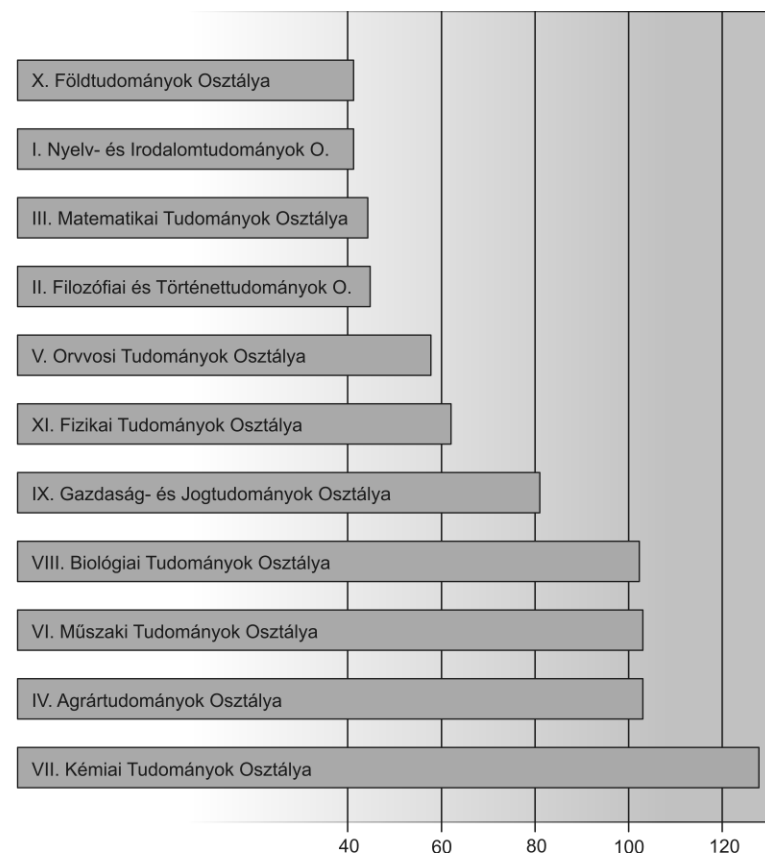 X. Földtudományok Osztálya
I. Nyelv- és Irodalomtudományok O.
III. Matematikai Tudományok Osztálya
II. Filozófiai és Történettudományok O.
V. Orvvosi Tudományok Osztálya
XI. Fizikai Tudományok Osztálya
IX. Gazdaság- és Jogtudományok Osztálya
VIII. Biológiai Tudományok Osztálya
VI. Műszaki Tudományok Osztálya
IV. Agrártudományok Osztálya
VII. Kémiai Tudományok Osztálya
40 60 80 100 120